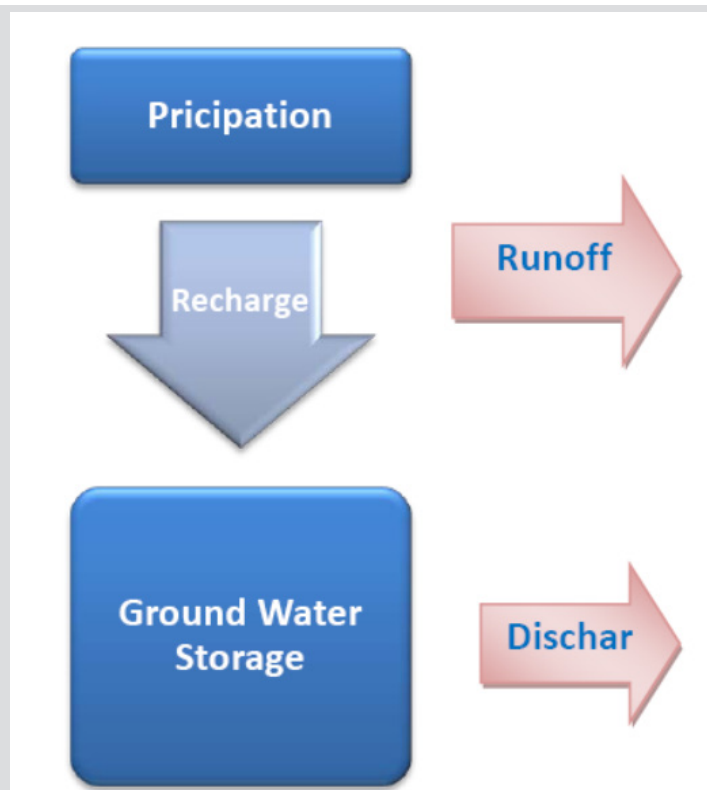 Pricipation
Runoff
Recharge
Ground Water
Storage
Dischar